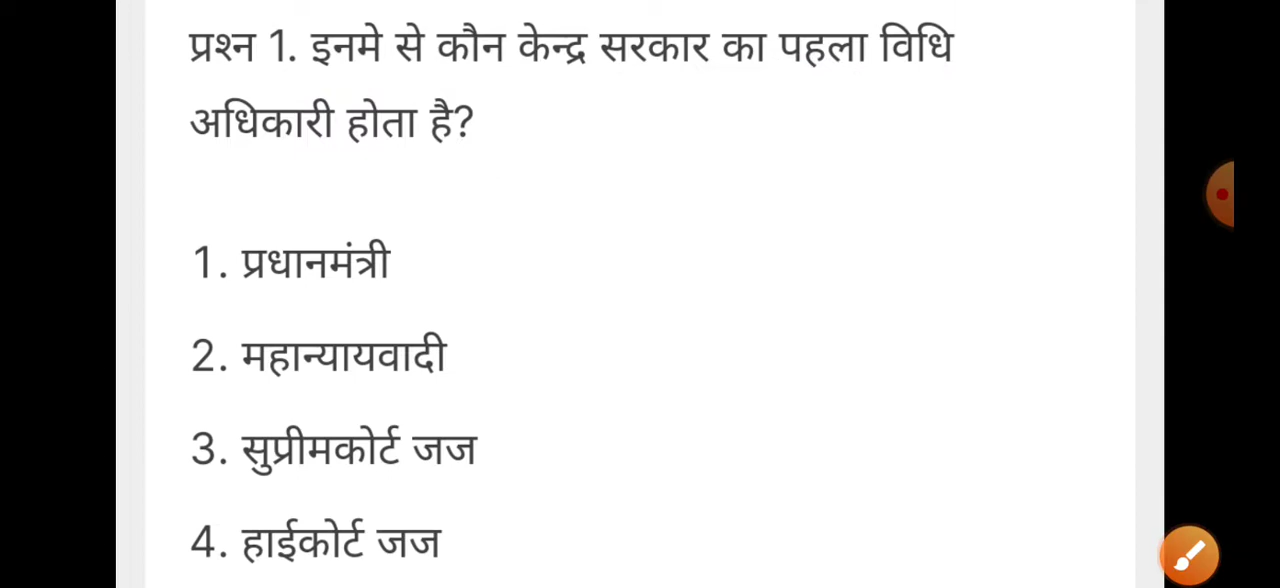 प्रश्न 1. इनमे से कौन केन्द्र सरकार का पहला विधि
अधिकारी होता है?
1. प्रधानमंत्री
2. महान्यायवादी
3. सुप्रीमकोर्ट जज
4. हाईकोर्ट जज